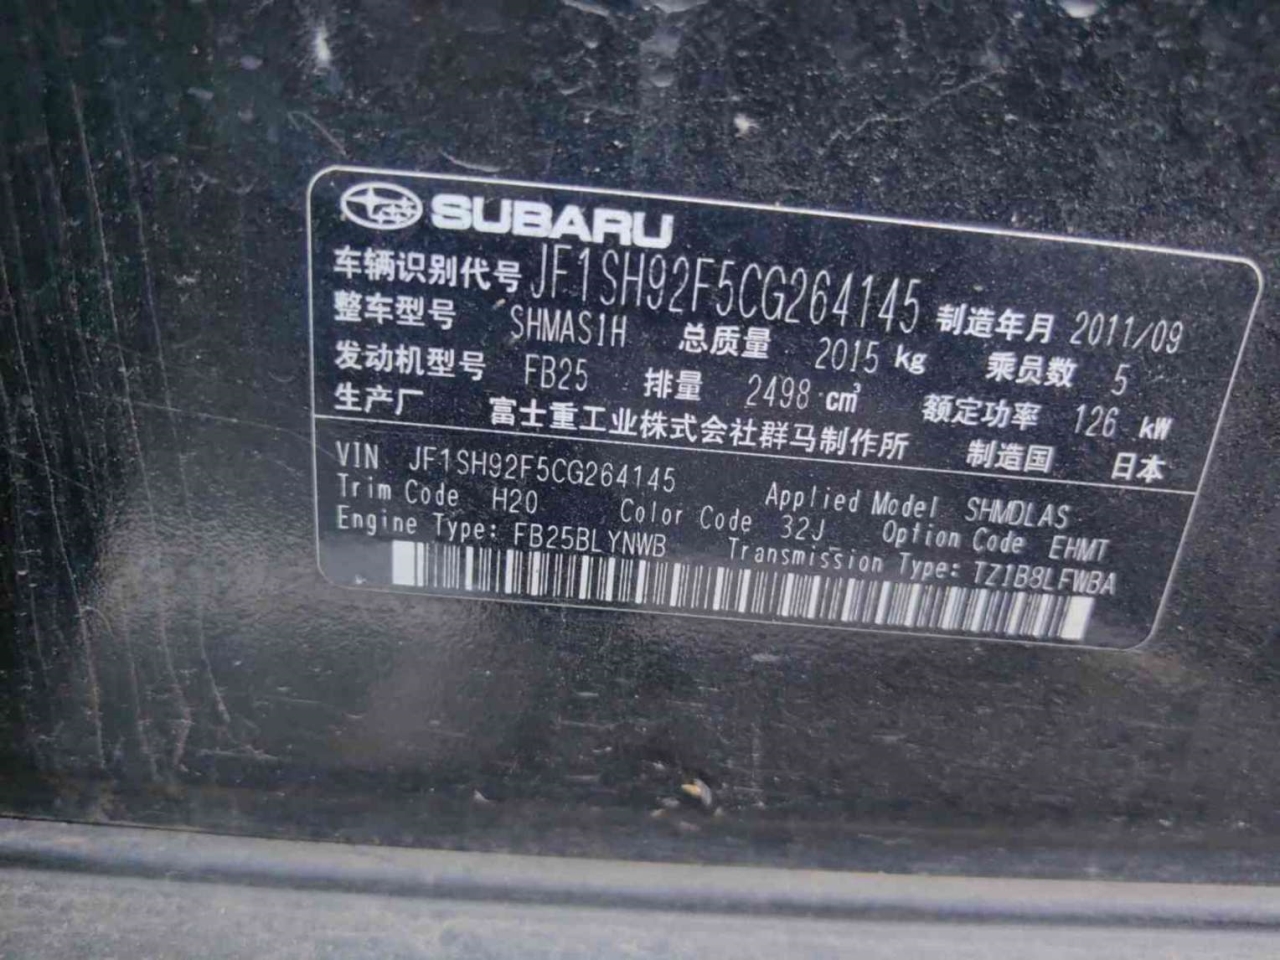 SUBARU
车辆识别代号 JF1SH92F5CG264145 制造年月 2011/09
整车型号 SHMAS1H 总质量 2015 kg 乘员数 5
发动机型号 FB25 排量 2498 cm³ 额定功率 126 kW
生产厂 富士重工业株式会社群马制作所 制造国 日本
VIN JF1SH92F5CG264145 Applied Model SHMDLAS
Trim Code H20 Color Code 32J_ Option Code EHMT
Engine Type: FB25BLYNWB Transmission Type: TZ1B8LFWBA